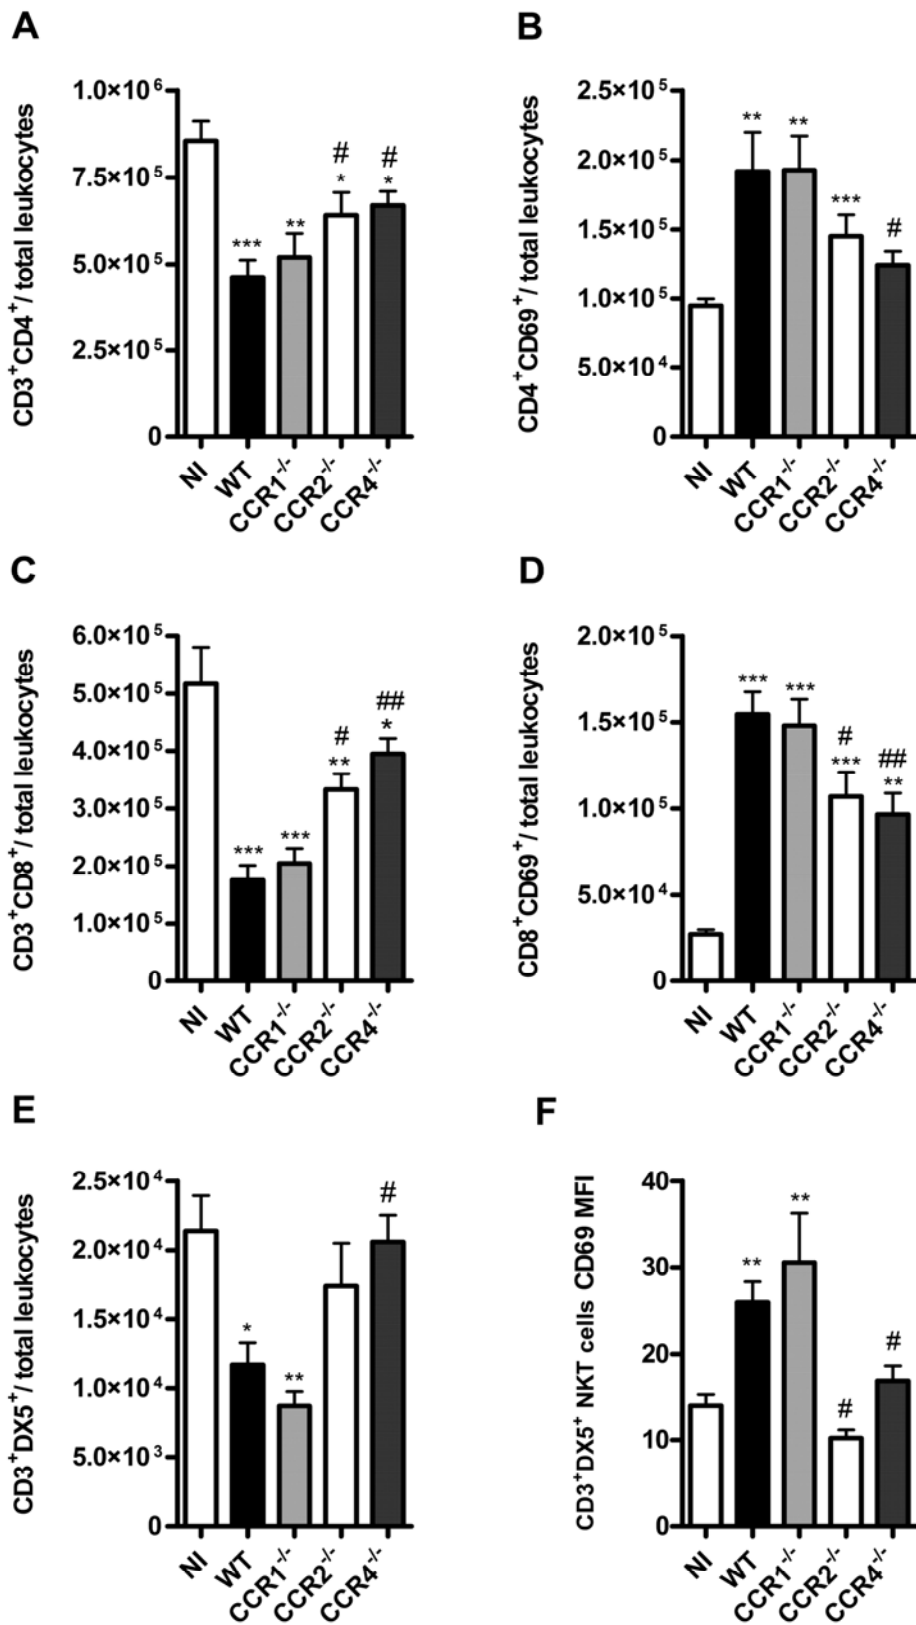 A
CD3⁺CD4⁺/ total leukocytes
1.0×10⁶
7.5×10⁵
5.0×10⁵
2.5×10⁵
0
***
**
#
*
#
*
NI
WT
CCR1⁻/⁻
CCR2⁻/⁻
CCR4⁻/⁻
B
CD4⁺CD69⁺/ total leukocytes
2.5×10⁵
2.0×10⁵
1.5×10⁵
1.0×10⁵
5.0×10⁴
0
**
**
***
#
NI
WT
CCR1⁻/⁻
CCR2⁻/⁻
CCR4⁻/⁻
C
CD3⁺CD8⁺/ total leukocytes
6.0×10⁵
5.0×10⁵
4.0×10⁵
3.0×10⁵
2.0×10⁵
1.0×10⁵
0
***
***
#
**
##
*
NI
WT
CCR1⁻/⁻
CCR2⁻/⁻
CCR4⁻/⁻
D
CD8⁺CD69⁺/ total leukocytes
2.0×10⁵
1.5×10⁵
1.0×10⁵
5.0×10⁴
0
***
***
#
***
##
**
NI
WT
CCR1⁻/⁻
CCR2⁻/⁻
CCR4⁻/⁻
E
CD3⁺DX5⁺/ total leukocytes
2.5×10⁴
2.0×10⁴
1.5×10⁴
1.0×10⁴
5.0×10³
0
*
**
#
NI
WT
CCR1⁻/⁻
CCR2⁻/⁻
CCR4⁻/⁻
F
CD3⁺DX5⁺ NKT cells CD69 MFI
40
30
20
10
0
**
**
#
#
NI
WT
CCR1⁻/⁻
CCR2⁻/⁻
CCR4⁻/⁻